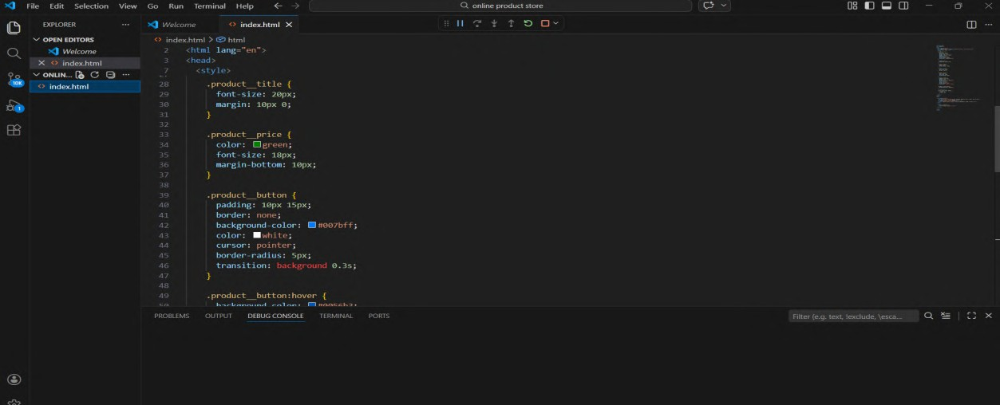 File Edit Selection View Go Run Terminal Help
online product store
EXPLORER
OPEN EDITORS
Welcome
index.html
ONLIN...
index.html
10K
1
Welcome
index.html
index.html > html
2 <html lang="en">
3 <head>
7 <style>
28 .product__title {
29 font-size: 20px;
30 margin: 10px 0;
31 }
32
33 .product__price {
34 color: green;
35 font-size: 18px;
36 margin-bottom: 10px;
37 }
38
39 .product__button {
40 padding: 10px 15px;
41 border: none;
42 background-color: #007bff;
43 color: white;
44 cursor: pointer;
45 border-radius: 5px;
46 transition: background 0.3s;
47 }
48
49 .product__button:hover {
50 background-color: #0056b3;
PROBLEMS OUTPUT DEBUG CONSOLE TERMINAL PORTS
Filter (e.g. text, !exclude, \esca...